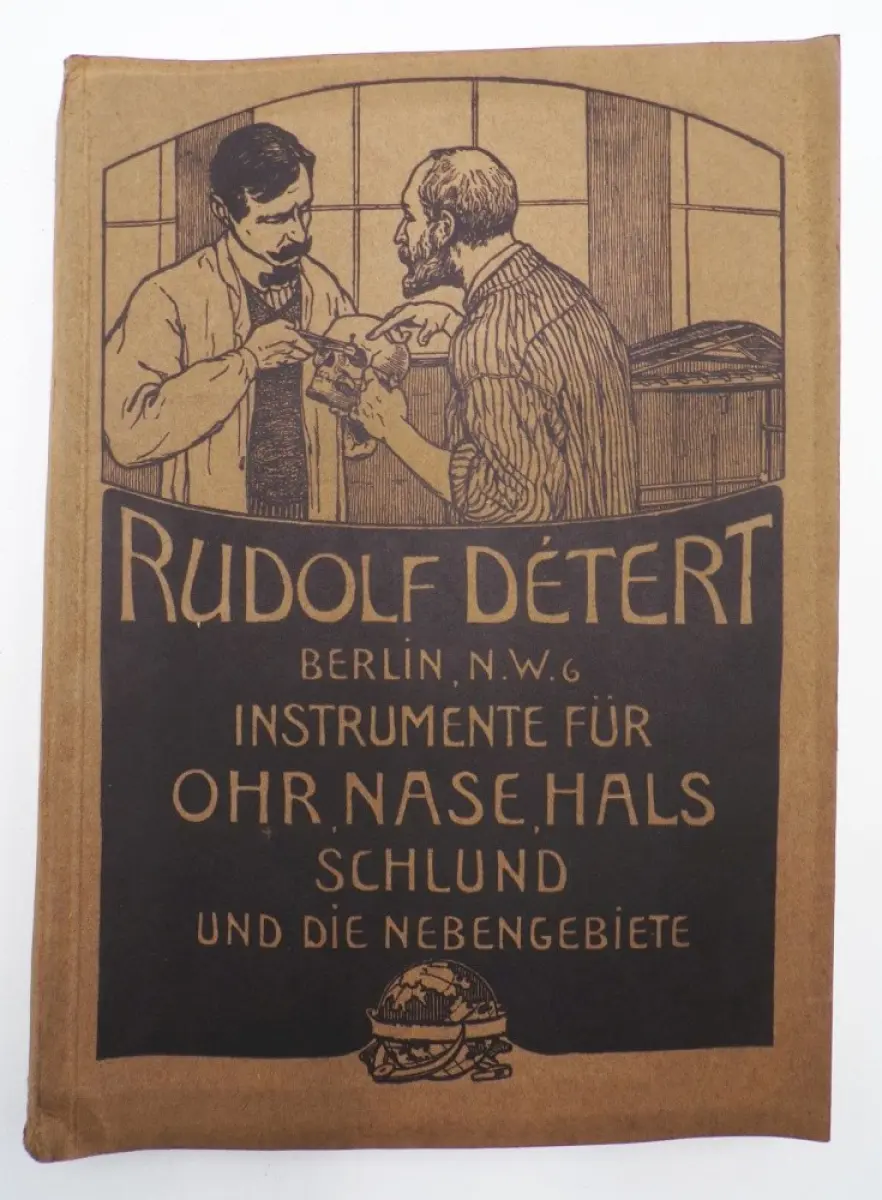 RUDOLF DÉTERT
BERLIN, N.W.6
INSTRUMENTE FÜR
OHR, NASE, HALS
SCHLUND
UND DIE NEBENGEBIETE